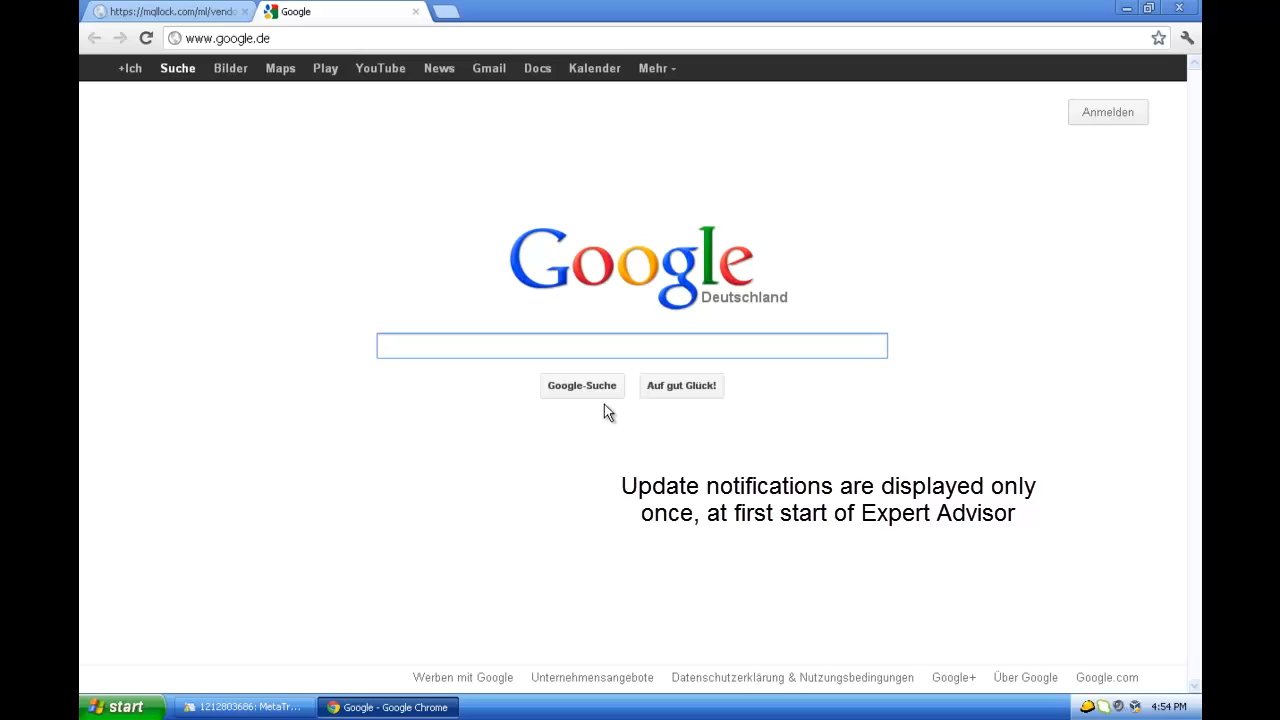 https://mqllock.com/ml/vendo
Google
www.google.de
+Ich Suche Bilder Maps Play YouTube News Gmail Docs Kalender Mehr
Anmelden
Google
Deutschland
Google-Suche Auf gut Glück!
Update notifications are displayed only
once, at first start of Expert Advisor
Werben mit Google Unternehmensangebote Datenschutzerklärung & Nutzungsbedingungen Google+ Über Google Google.com
start 1212803686: MetaTr... Google - Google Chrome 4:54 PM